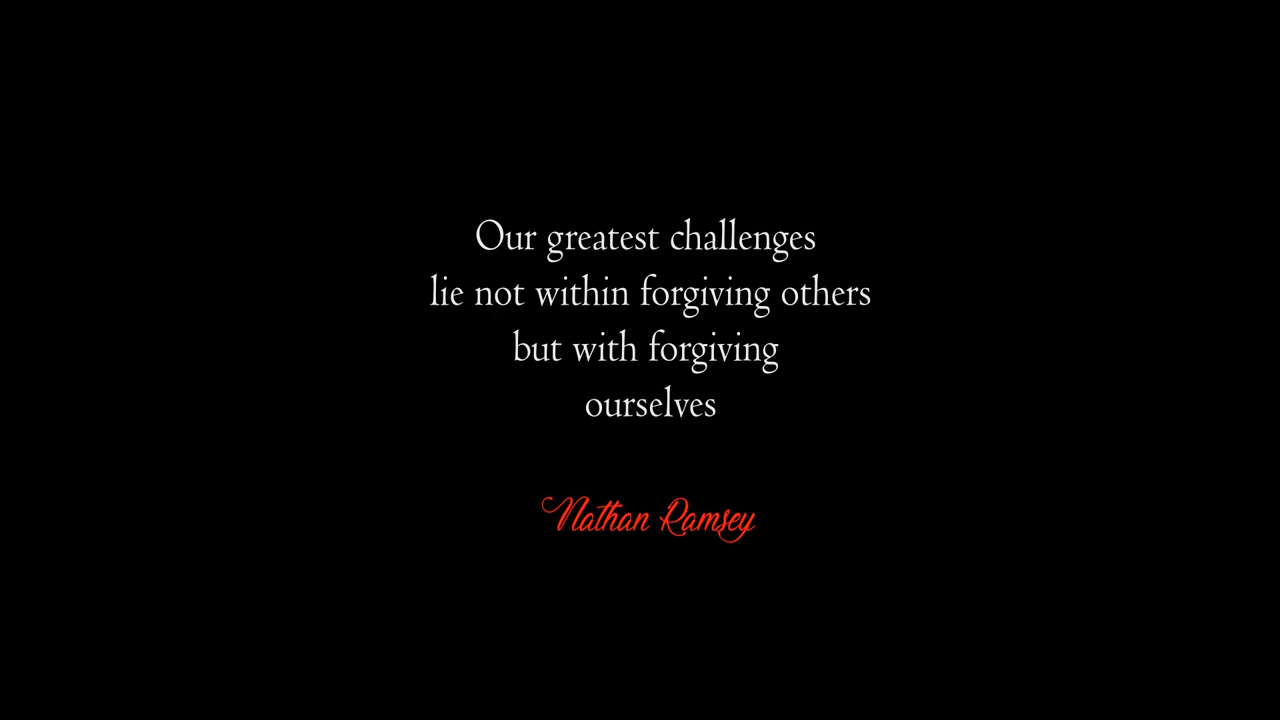 Our greatest challenges
lie not within forgiving others
but with forgiving
ourselves
Nathan Ramsey